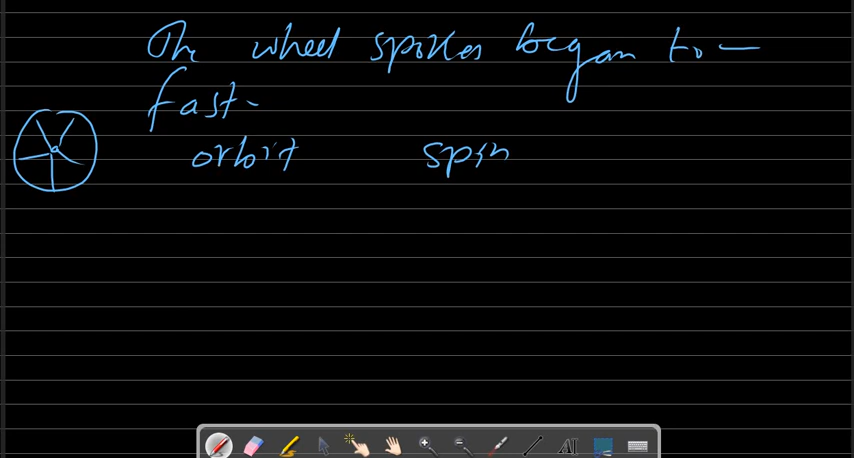 The wheel spokes began to —
fast.
orbit spin